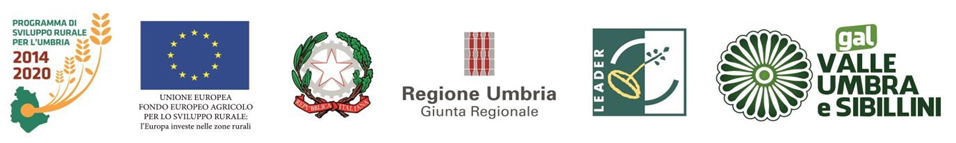 PROGRAMMA DI
SVILUPPO RURALE
PER L'UMBRIA
2014
2020
UNIONE EUROPEA
FONDO EUROPEO AGRICOLO
PER LO SVILUPPO RURALE:
l'Europa investe nelle zone rurali
REPVBBLICA ITALIANA
Regione Umbria
Giunta Regionale
LEADER
gal
VALLE
UMBRA
e SIBILLINI